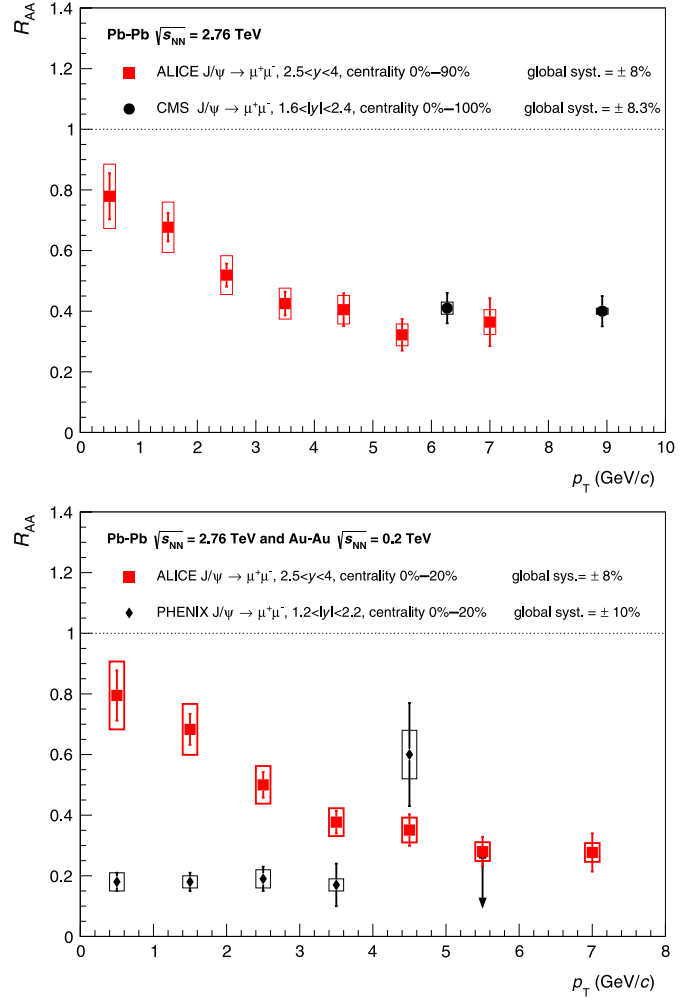 R_AA
1.4
Pb-Pb √s_NN = 2.76 TeV
1.2
ALICE J/ψ → μ⁺μ⁻, 2.5<y<4, centrality 0%–90% global syst. = ± 8%
CMS J/ψ → μ⁺μ⁻, 1.6<|y|<2.4, centrality 0%–100% global syst. = ± 8.3%
1
0.8
0.6
0.4
0.2
0
0 1 2 3 4 5 6 7 8 9 10
p_T (GeV/c)
R_AA
1.4
Pb-Pb √s_NN = 2.76 TeV and Au-Au √s_NN = 0.2 TeV
1.2
ALICE J/ψ → μ⁺μ⁻, 2.5<y<4, centrality 0%–20% global sys.= ± 8%
PHENIX J/ψ → μ⁺μ⁻, 1.2<|y|<2.2, centrality 0%–20% global syst.= ± 10%
1
0.8
0.6
0.4
0.2
0
0 1 2 3 4 5 6 7 8
p_T (GeV/c)